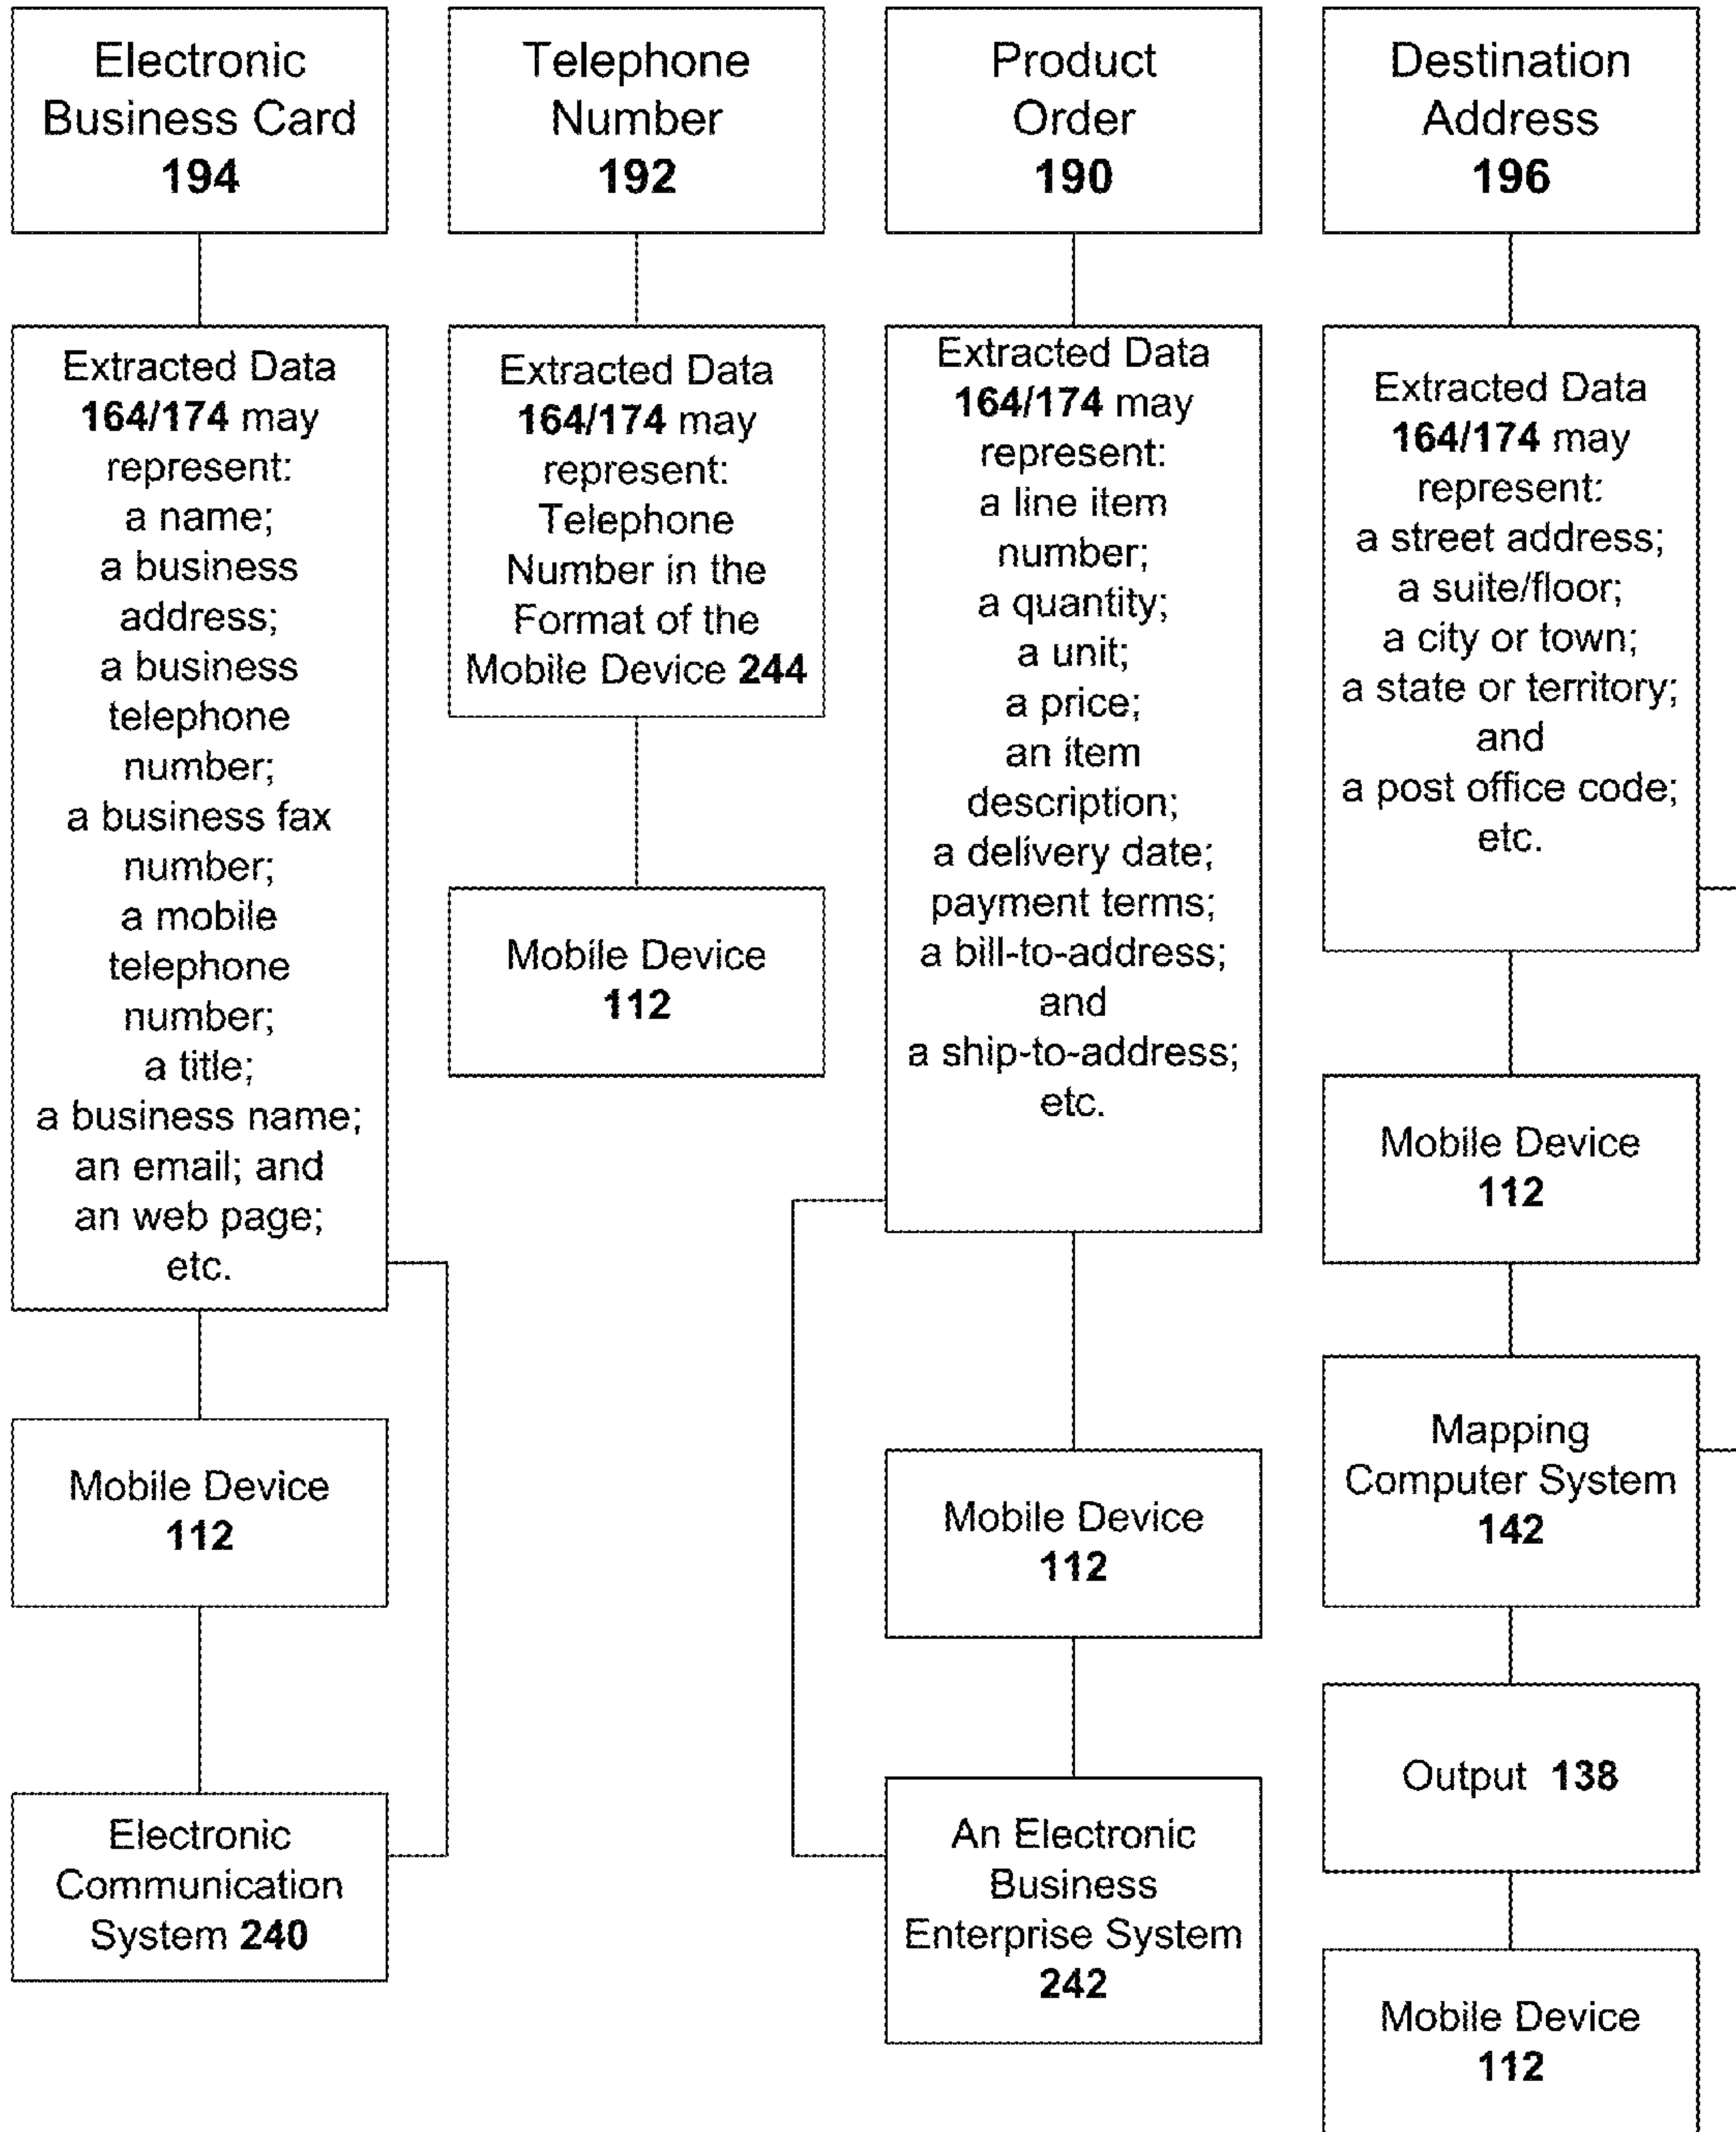 Electronic
Business Card
194
Extracted Data
164/174 may
represent:
a name;
a business
address;
a business
telephone
number;
a business fax
number;
a mobile
telephone
number;
a title;
a business name;
an email; and
an web page;
etc.
Mobile Device
112
Electronic
Communication
System 240
Telephone
Number
192
Extracted Data
164/174 may
represent:
Telephone
Number in the
Format of the
Mobile Device 244
Mobile Device
112
Product
Order
190
Extracted Data
164/174 may
represent:
a line item
number;
a quantity;
a unit;
a price;
an item
description;
a delivery date;
payment terms;
a bill-to-address;
and
a ship-to-address;
etc.
Mobile Device
112
An Electronic
Business
Enterprise System
242
Destination
Address
196
Extracted Data
164/174 may
represent:
a street address;
a suite/floor;
a city or town;
a state or territory;
and
a post office code;
etc.
Mobile Device
112
Mapping
Computer System
142
Output 138
Mobile Device
112